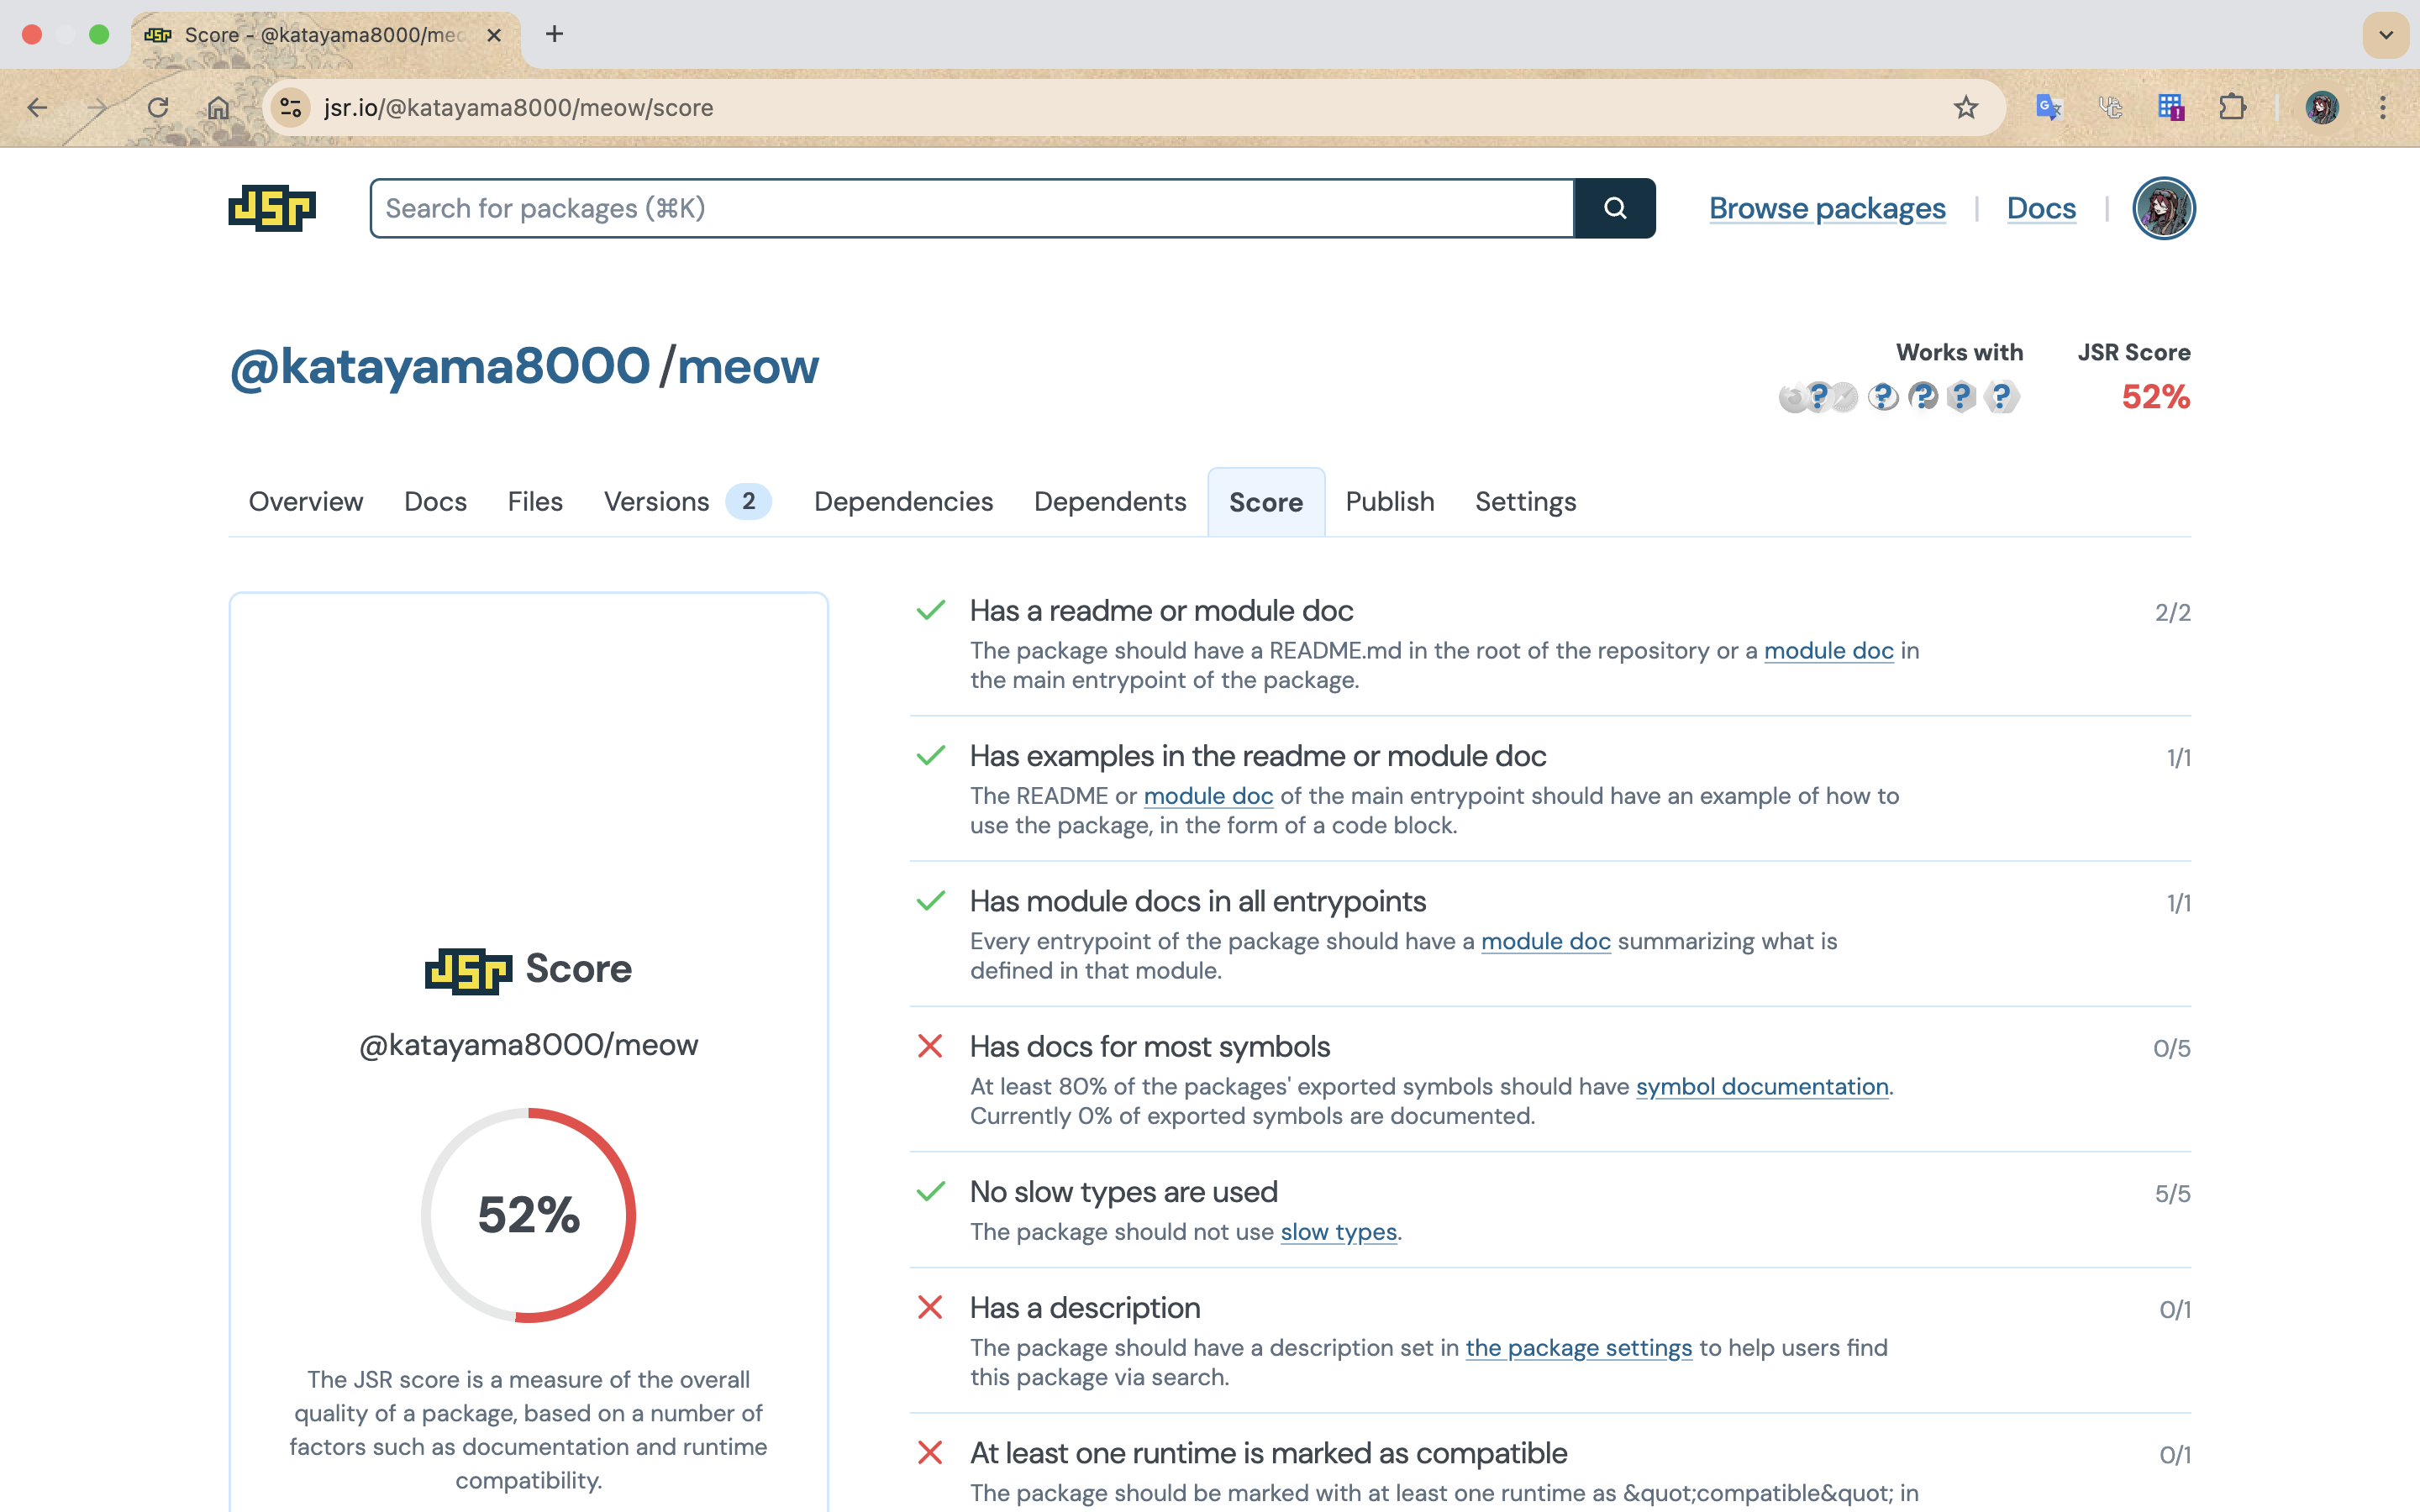 JSR Score - @katayama8000/meo
jsr.io/@katayama8000/meow/score
JSR
Search for packages (⌘K)
Browse packages | Docs |
@katayama8000/meow
Works with
JSR Score
52%
Overview Docs Files Versions 2 Dependencies Dependents Score Publish Settings
JSR Score
@katayama8000/meow
52%
The JSR score is a measure of the overall
quality of a package, based on a number of
factors such as documentation and runtime
compatibility.
Has a readme or module doc 2/2
The package should have a README.md in the root of the repository or a module doc in
the main entrypoint of the package.
Has examples in the readme or module doc 1/1
The README or module doc of the main entrypoint should have an example of how to
use the package, in the form of a code block.
Has module docs in all entrypoints 1/1
Every entrypoint of the package should have a module doc summarizing what is
defined in that module.
Has docs for most symbols 0/5
At least 80% of the packages' exported symbols should have symbol documentation.
Currently 0% of exported symbols are documented.
No slow types are used 5/5
The package should not use slow types.
Has a description 0/1
The package should have a description set in the package settings to help users find
this package via search.
At least one runtime is marked as compatible 0/1
The package should be marked with at least one runtime as &quot;compatible&quot; in